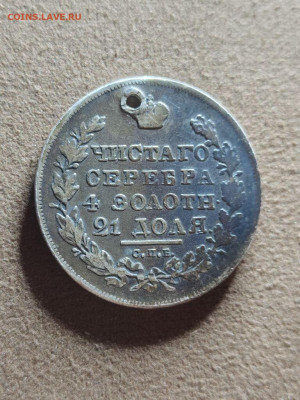 COINS.LAVE.RU
ЧИСТАГО
СЕРЕБРА
4 ЗОЛОТН.
21 ДОЛЯ
С.П.Б.